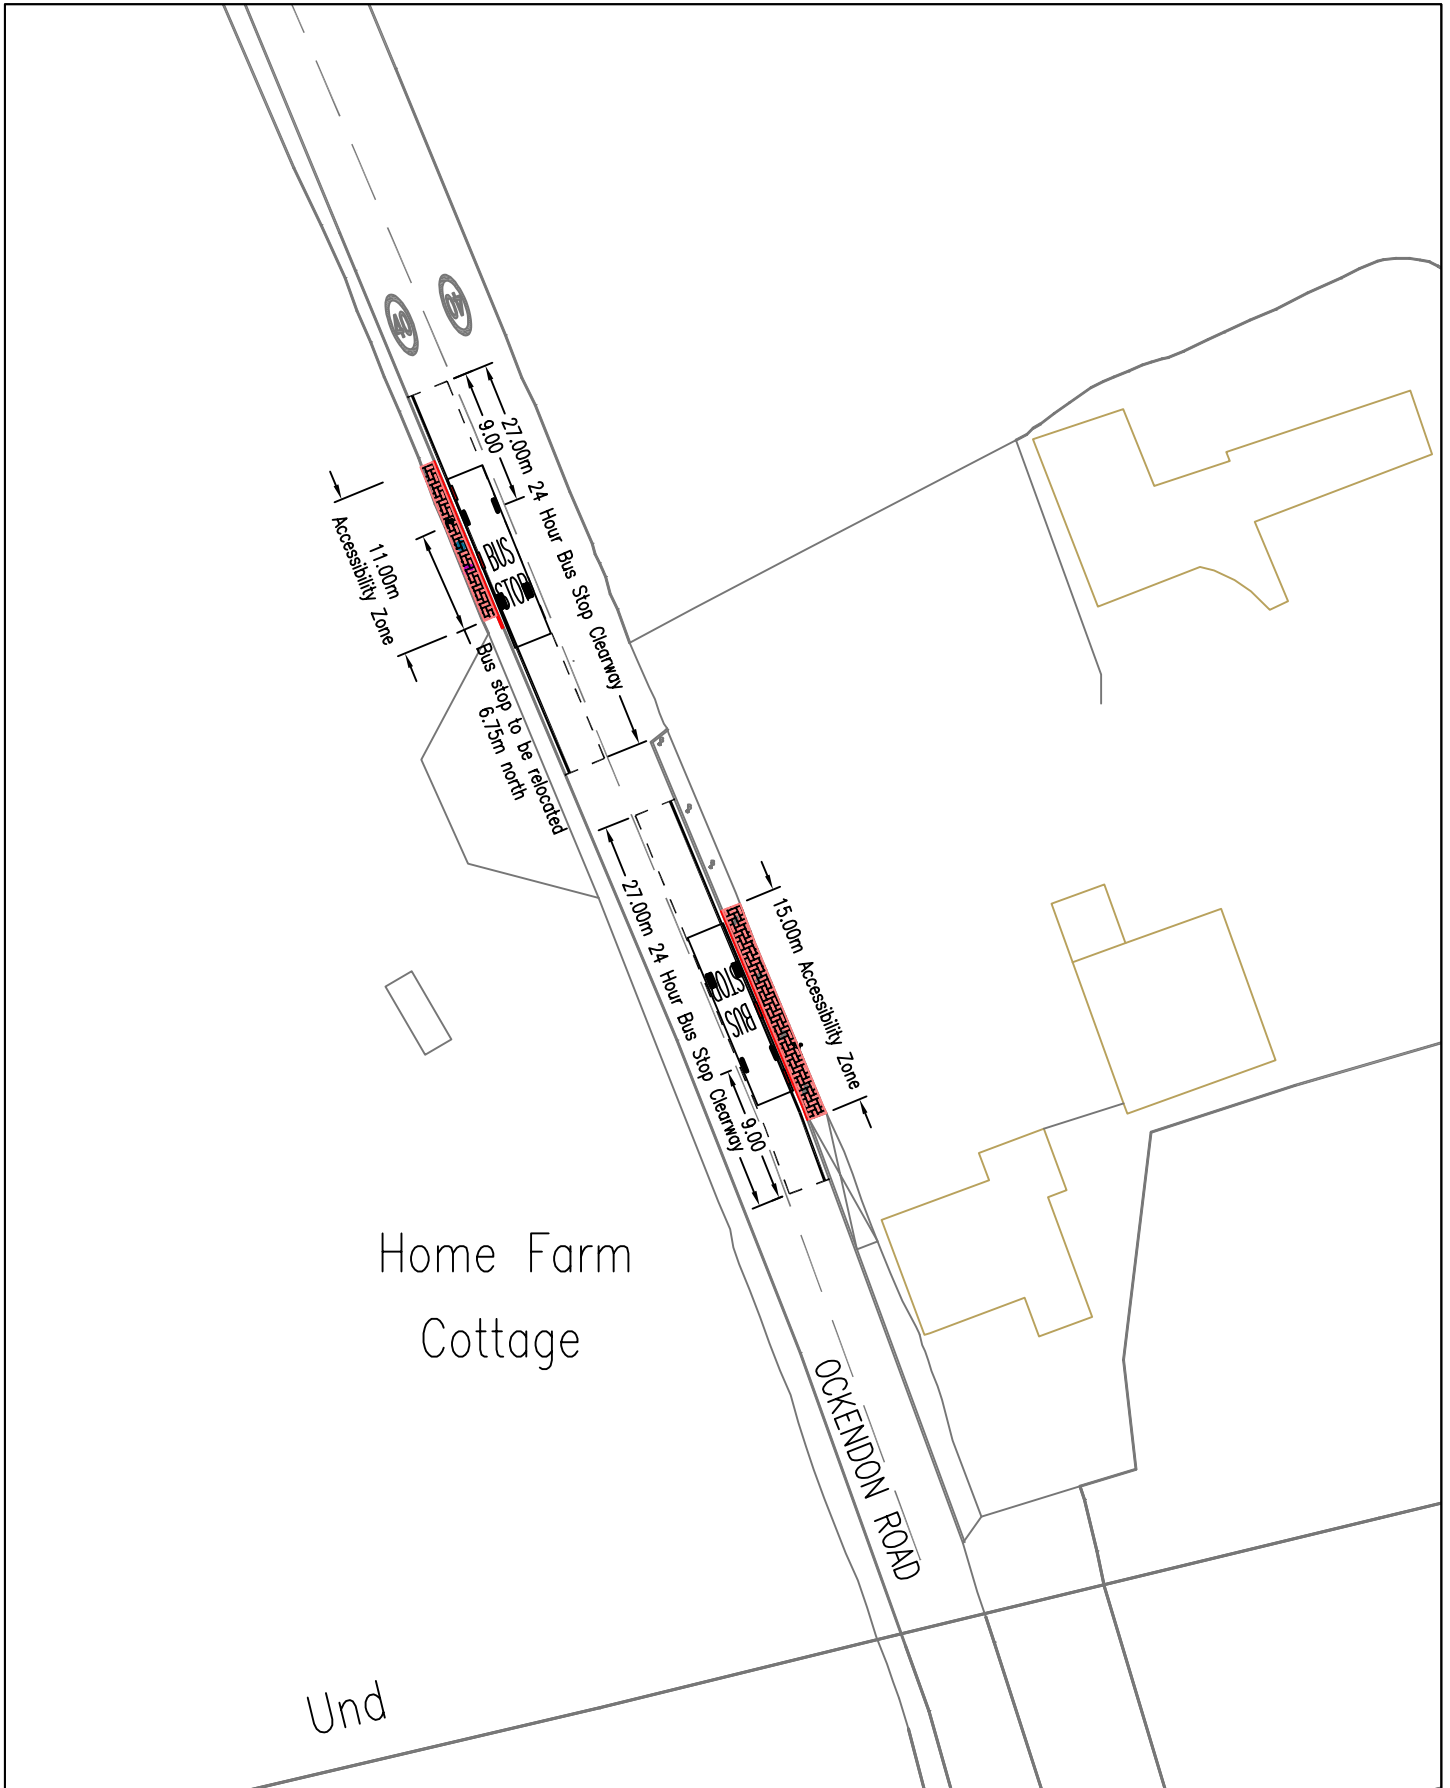 40
40
27.00m 24 Hour Bus Stop Clearway
9.00
BUS
STOP
11.00m
Accessibility Zone
Bus stop to be relocated
6.75m north
27.00m 24 Hour Bus Stop Clearway
15.00m Accessibility Zone
BUS
STOP
9.00
Home Farm
Cottage
OCKENDON ROAD
Und